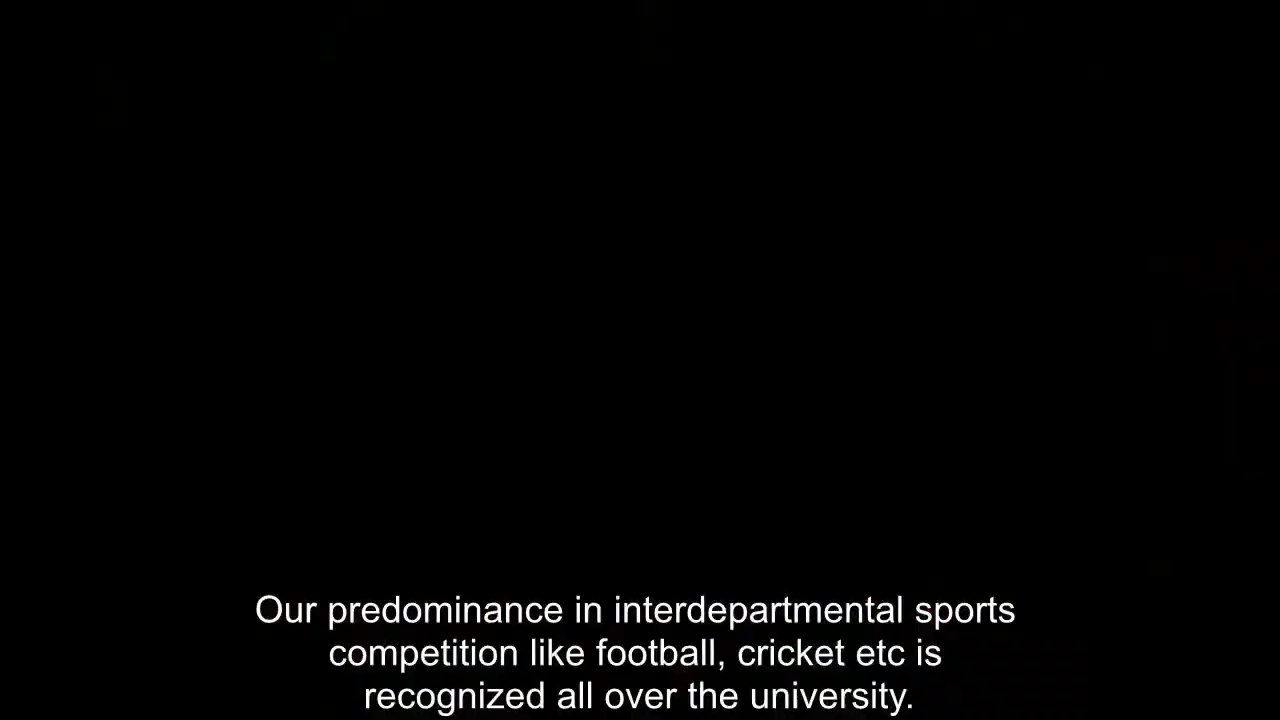 Our predominance in interdepartmental sports
competition like football, cricket etc is
recognized all over the university.